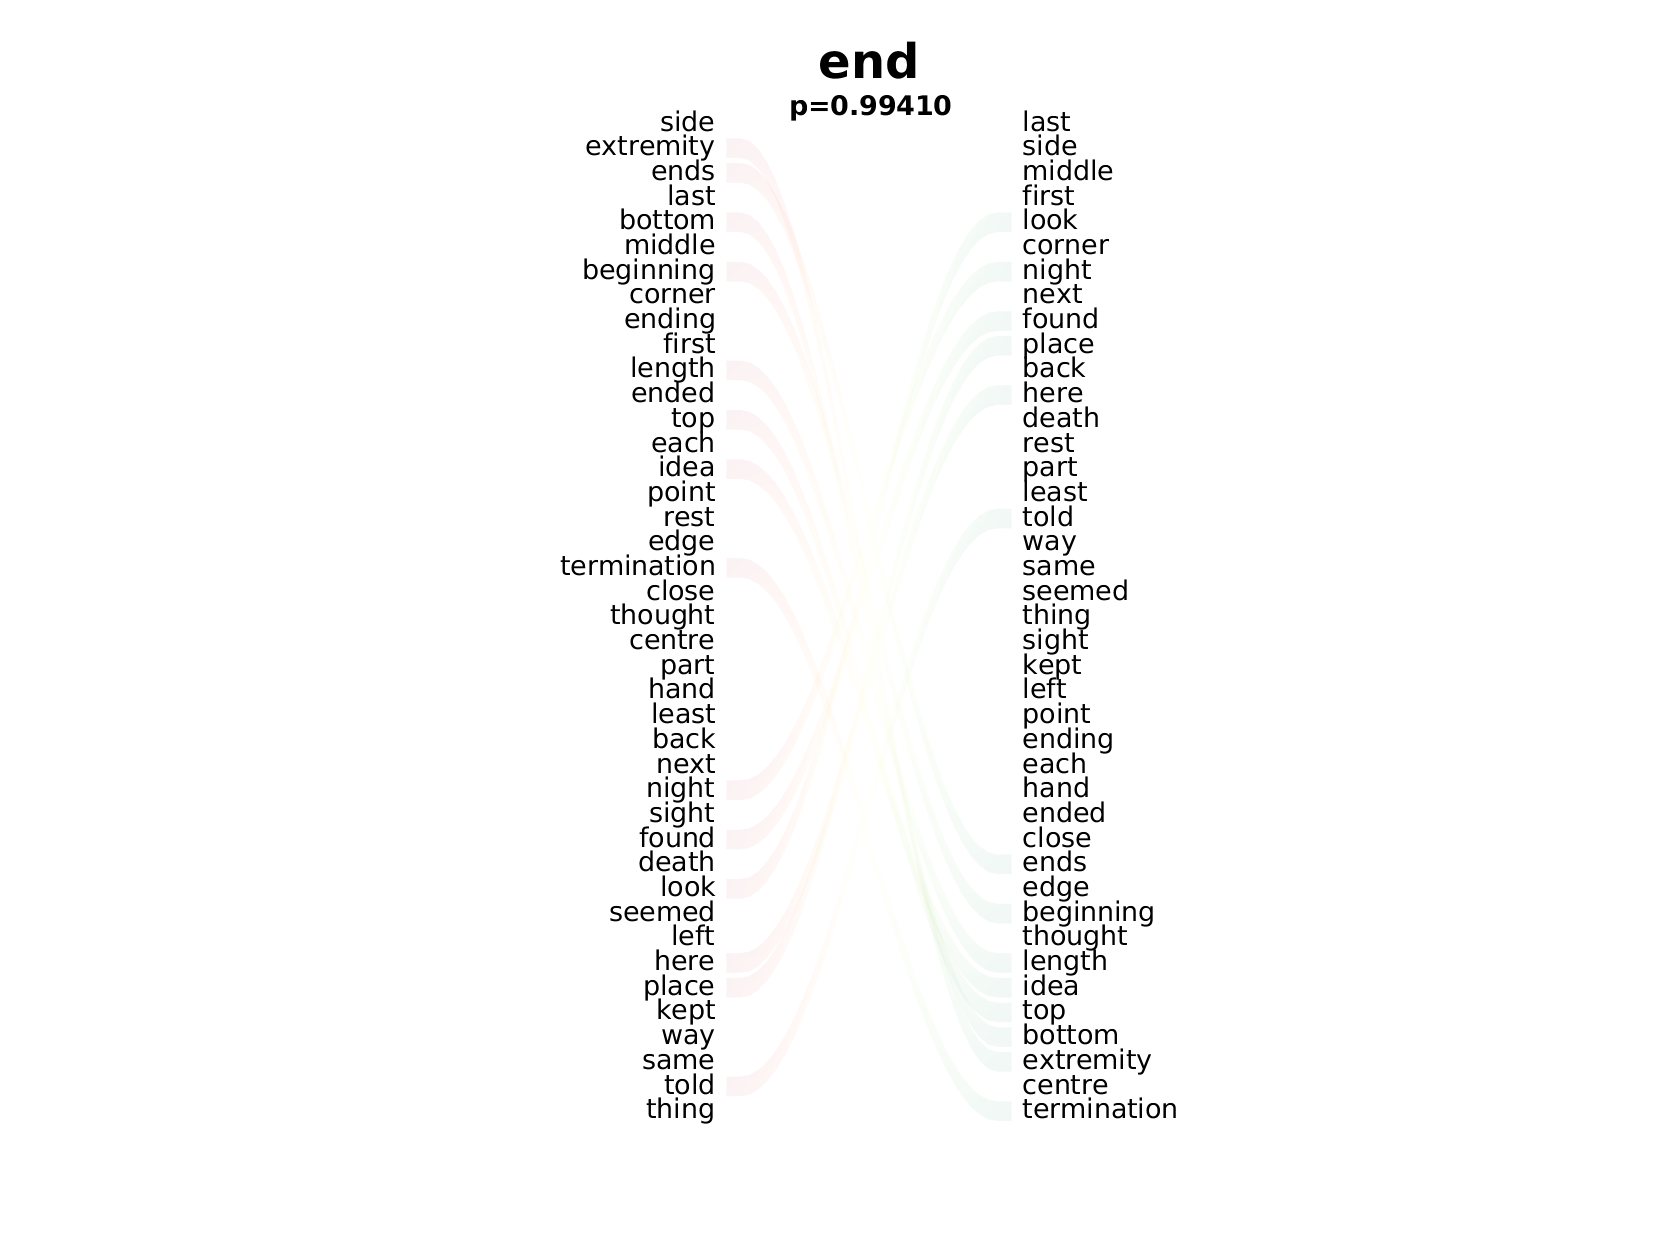 end
p=0.99410
side
extremity
ends
last
bottom
middle
beginning
corner
ending
first
length
ended
top
each
idea
point
rest
edge
termination
close
thought
centre
part
hand
least
back
next
night
sight
found
death
look
seemed
left
here
place
kept
way
same
told
thing
last
side
middle
first
look
corner
night
next
found
place
back
here
death
rest
part
least
told
way
same
seemed
thing
sight
kept
left
point
ending
each
hand
ended
close
ends
edge
beginning
thought
length
idea
top
bottom
extremity
centre
termination